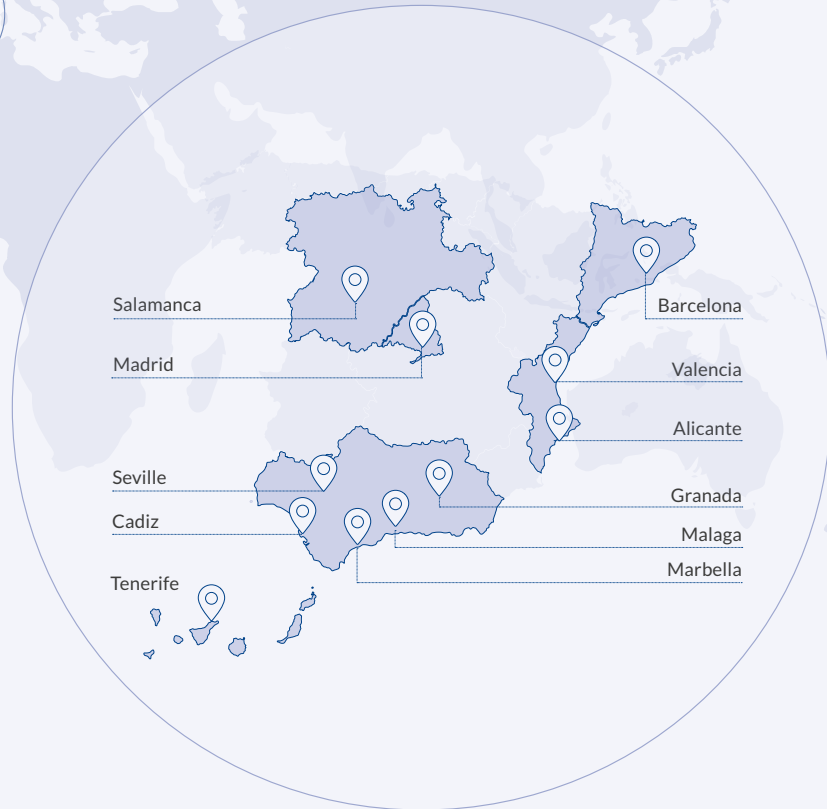 Salamanca
Barcelona
Madrid
Valencia
Alicante
Seville
Granada
Cadiz
Malaga
Marbella
Tenerife